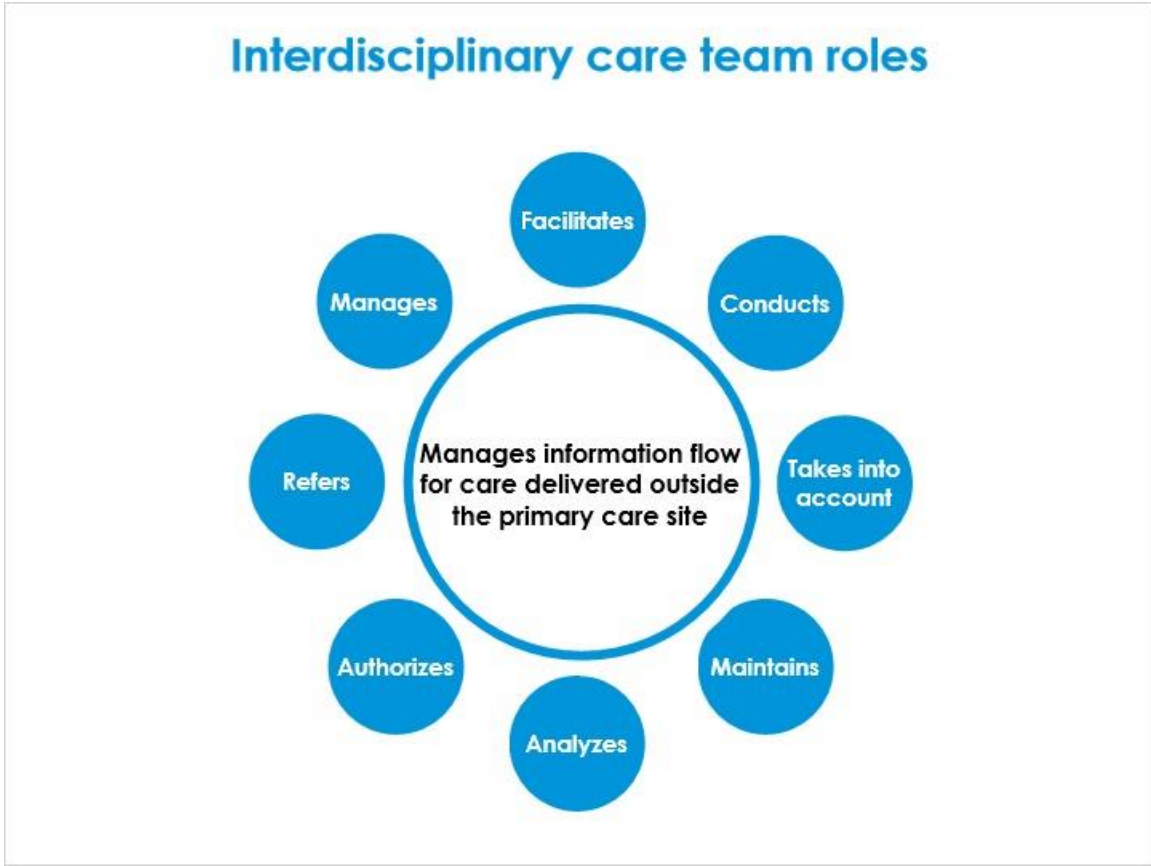 Interdisciplinary care team roles
Facilitates
Conducts
Takes into
account
Maintains
Analyzes
Authorizes
Refers
Manages
Manages information flow
for care delivered outside
the primary care site